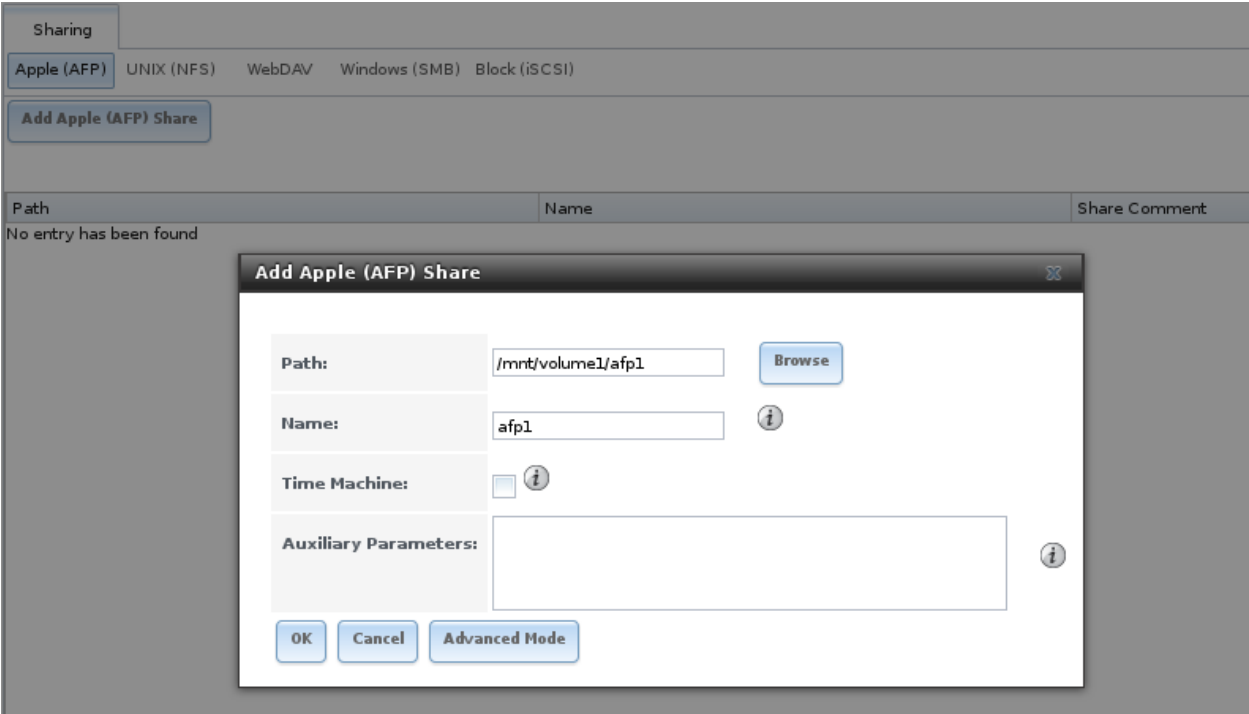 Sharing
Apple (AFP) UNIX (NFS) WebDAV Windows (SMB) Block (iSCSI)
Add Apple (AFP) Share
Path Name Share Comment
No entry has been found
Add Apple (AFP) Share
Path: /mnt/volume1/afp1 Browse
Name: afp1
Time Machine:
Auxiliary Parameters:
OK Cancel Advanced Mode